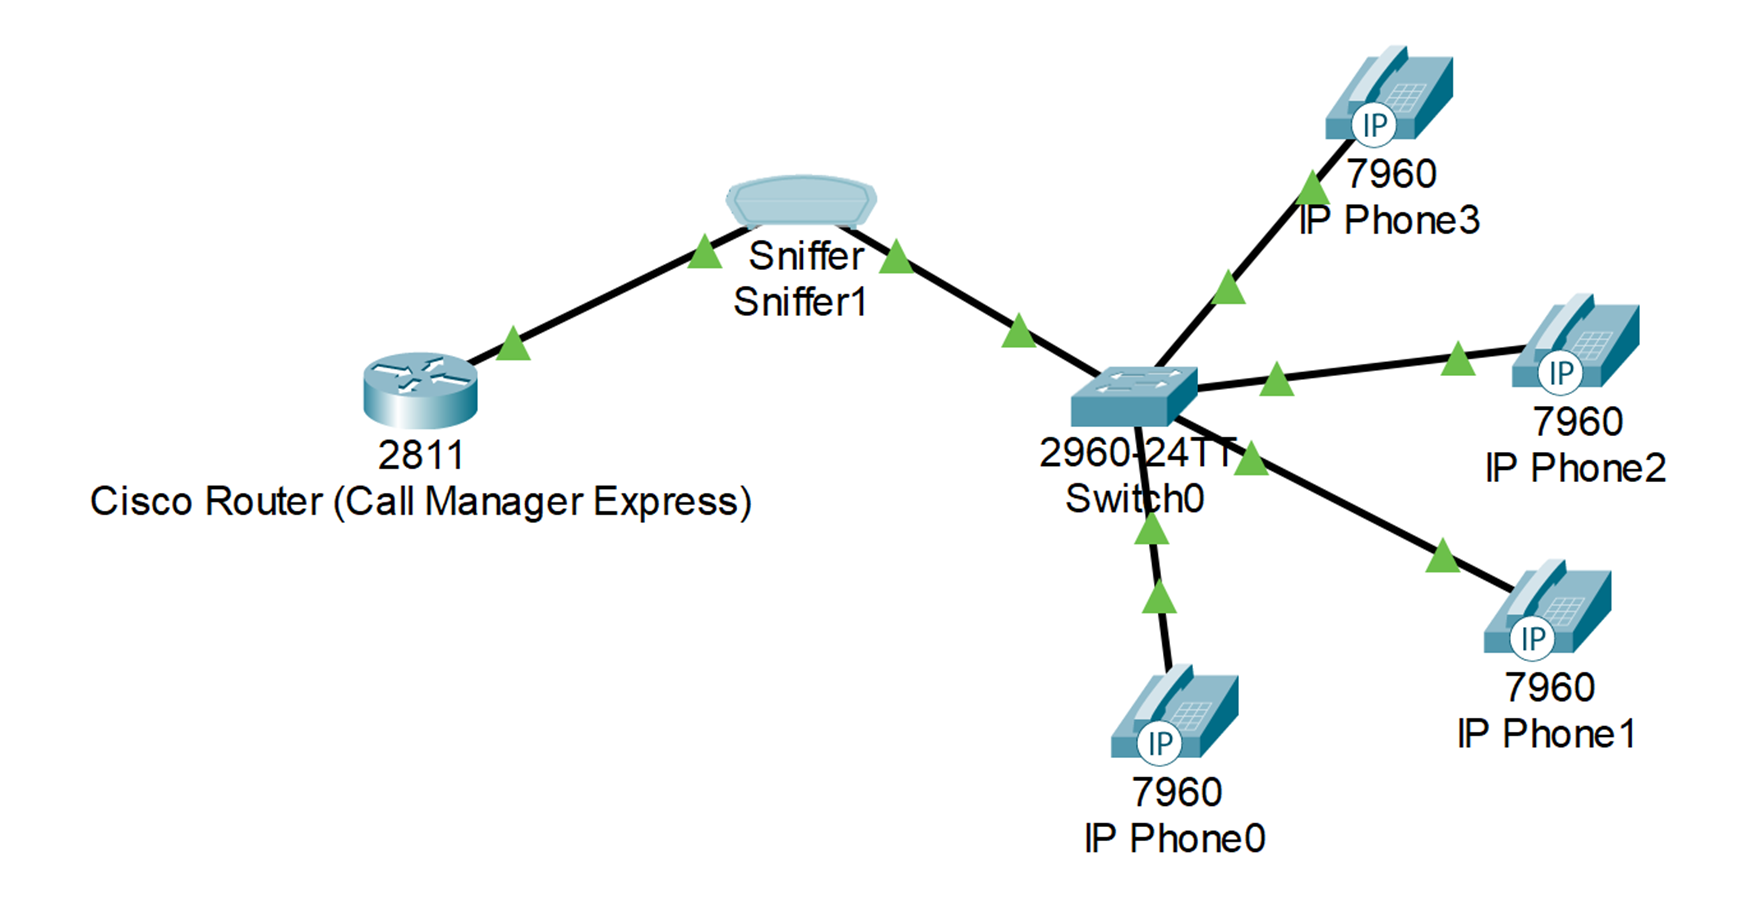 IP
7960
IP Phone3
Sniffer
Sniffer1
IP
7960
IP Phone2
2811
Cisco Router (Call Manager Express)
2960-24TT
Switch0
IP
7960
IP Phone1
IP
7960
IP Phone0